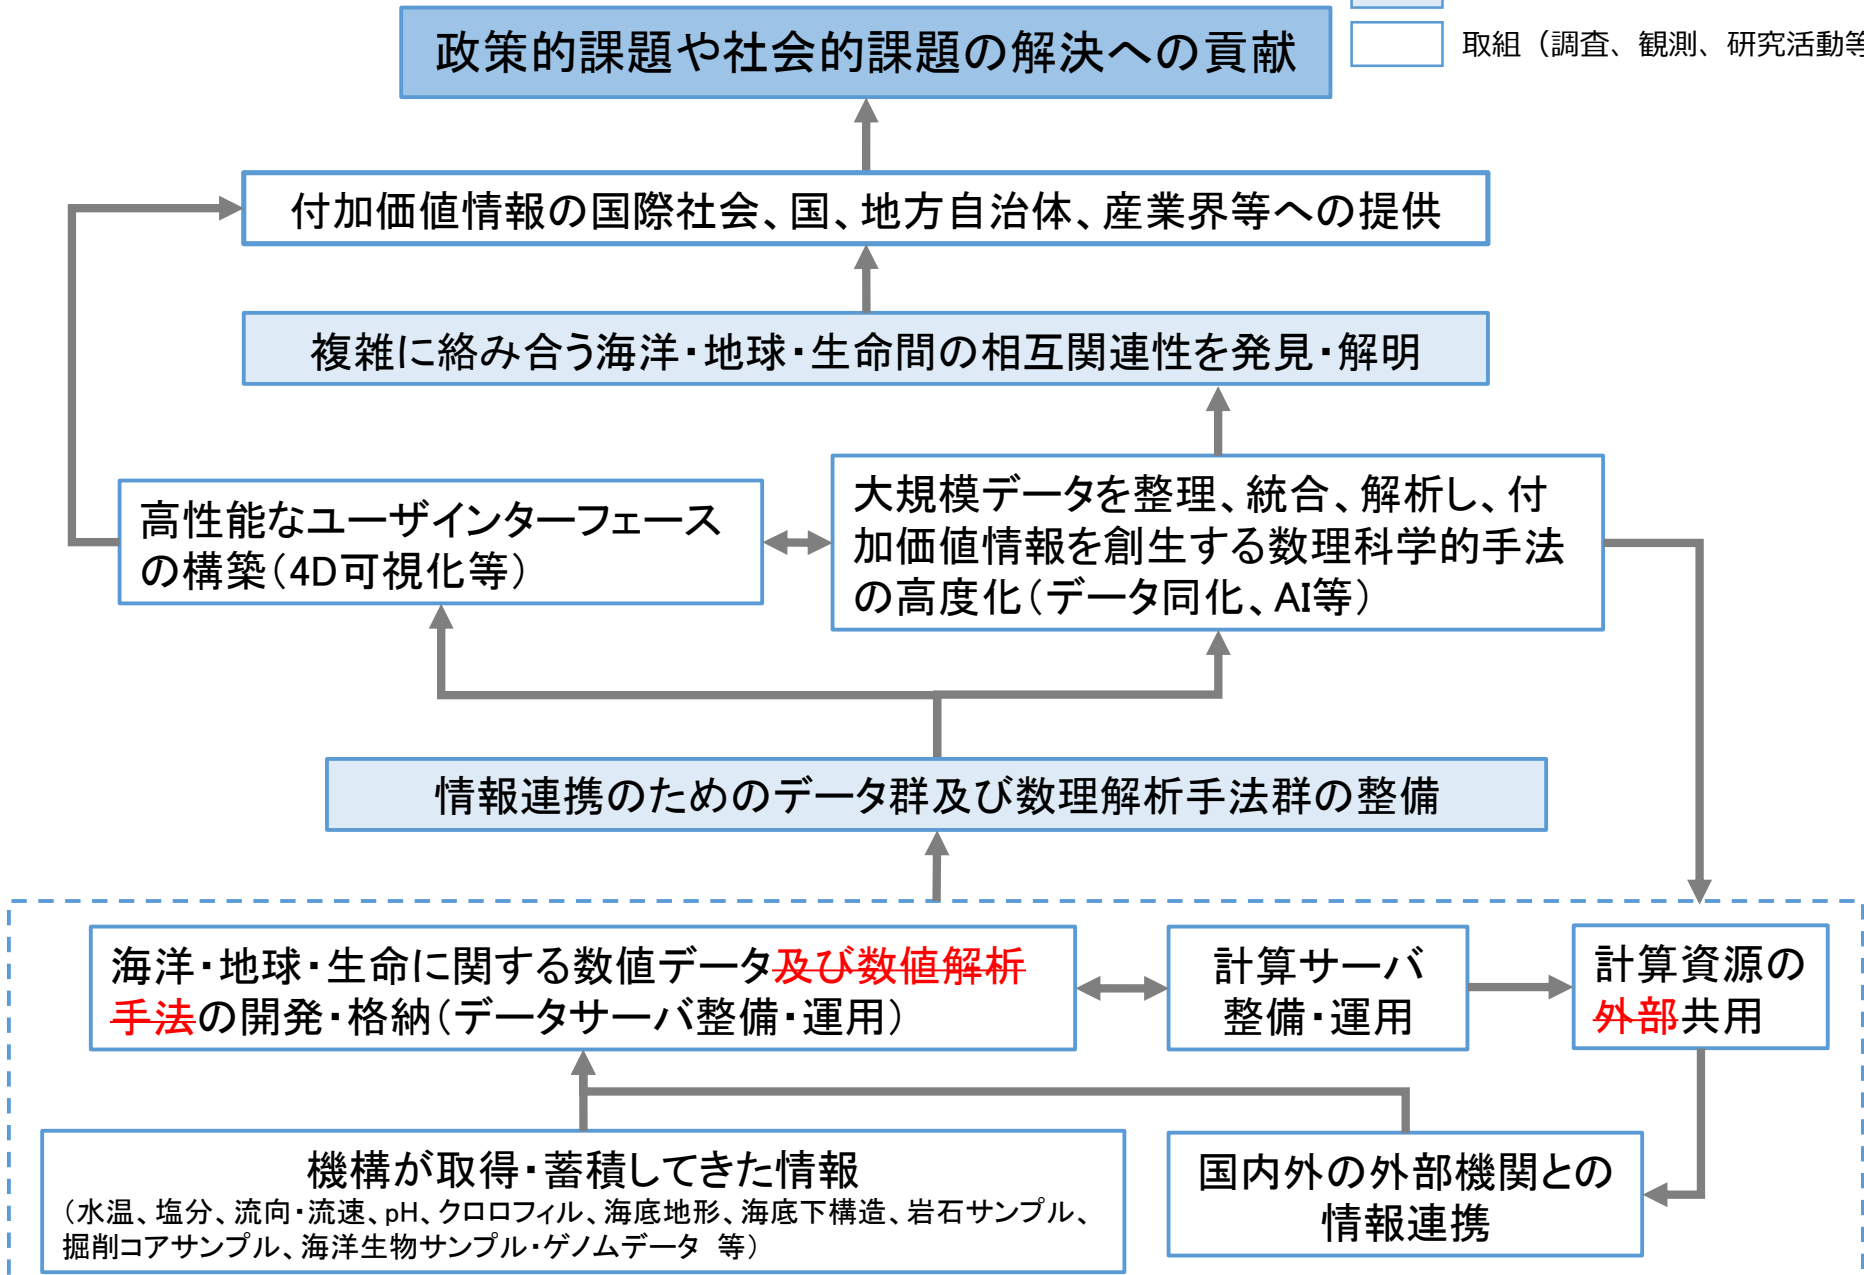 政策的課題や社会的課題の解決への貢献
取組（調査、観測、研究活動等
付加価値情報の国際社会、国、地方自治体、産業界等への提供
複雑に絡み合う海洋・地球・生命間の相互関連性を発見・解明
高性能なユーザインターフェース
の構築（4D可視化等）
大規模データを整理、統合、解析し、付
加価値情報を創生する数理科学的手法
の高度化（データ同化、AI等）
情報連携のためのデータ群及び数理解析手法群の整備
海洋・地球・生命に関する数値データ及び数値解析
手法の開発・格納（データサーバ整備・運用）
計算サーバ
整備・運用
計算資源の
外部共用
機構が取得・蓄積してきた情報
（水温、塩分、流向・流速、pH、クロロフィル、海底地形、海底下構造、岩石サンプル、
掘削コアサンプル、海洋生物サンプル・ゲノムデータ　等）
国内外の外部機関との
情報連携